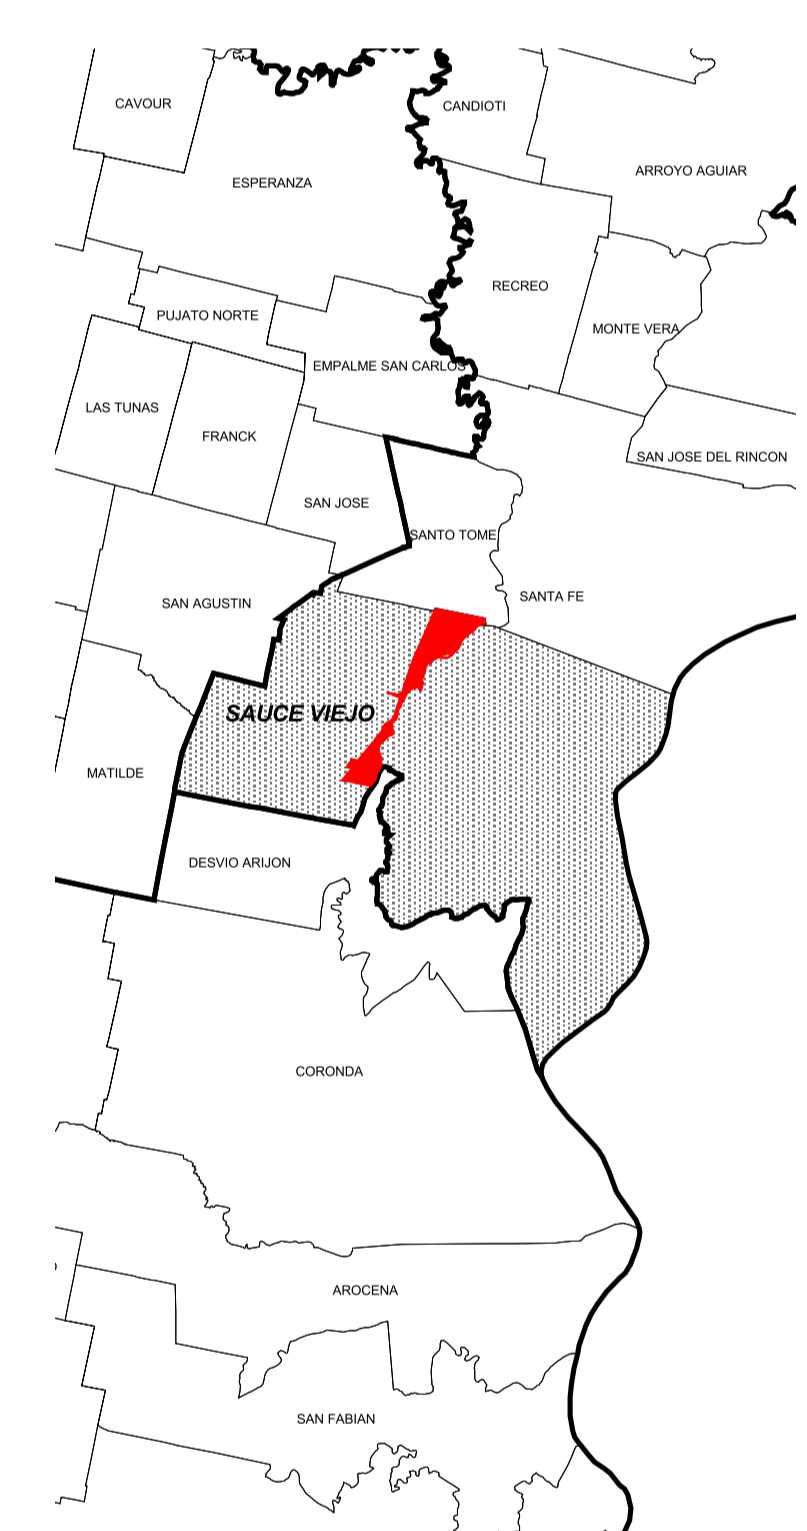 CAVOUR
CANDIOTI
ARROYO AGUIAR
ESPERANZA
RECREO
PUJATO NORTE
MONTE VERA
EMPALME SAN CARLOS
LAS TUNAS
FRANCK
SAN JOSE DEL RINCON
SAN JOSE
SANTO TOME
SANTA FE
SAN AGUSTIN
SAUCE VIEJO
MATILDE
DESVIO ARIJON
CORONDA
AROCENA
SAN FABIAN